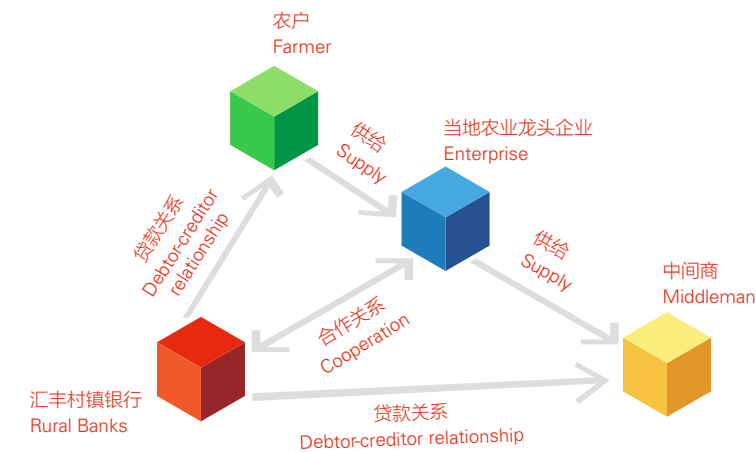 农户
Farmer
供给
Supply
当地农业龙头企业
Enterprise
贷款关系
Debtor-creditor
relationship
供给
Supply
中间商
Middleman
合作关系
Cooperation
汇丰村镇银行
Rural Banks
贷款关系
Debtor-creditor relationship